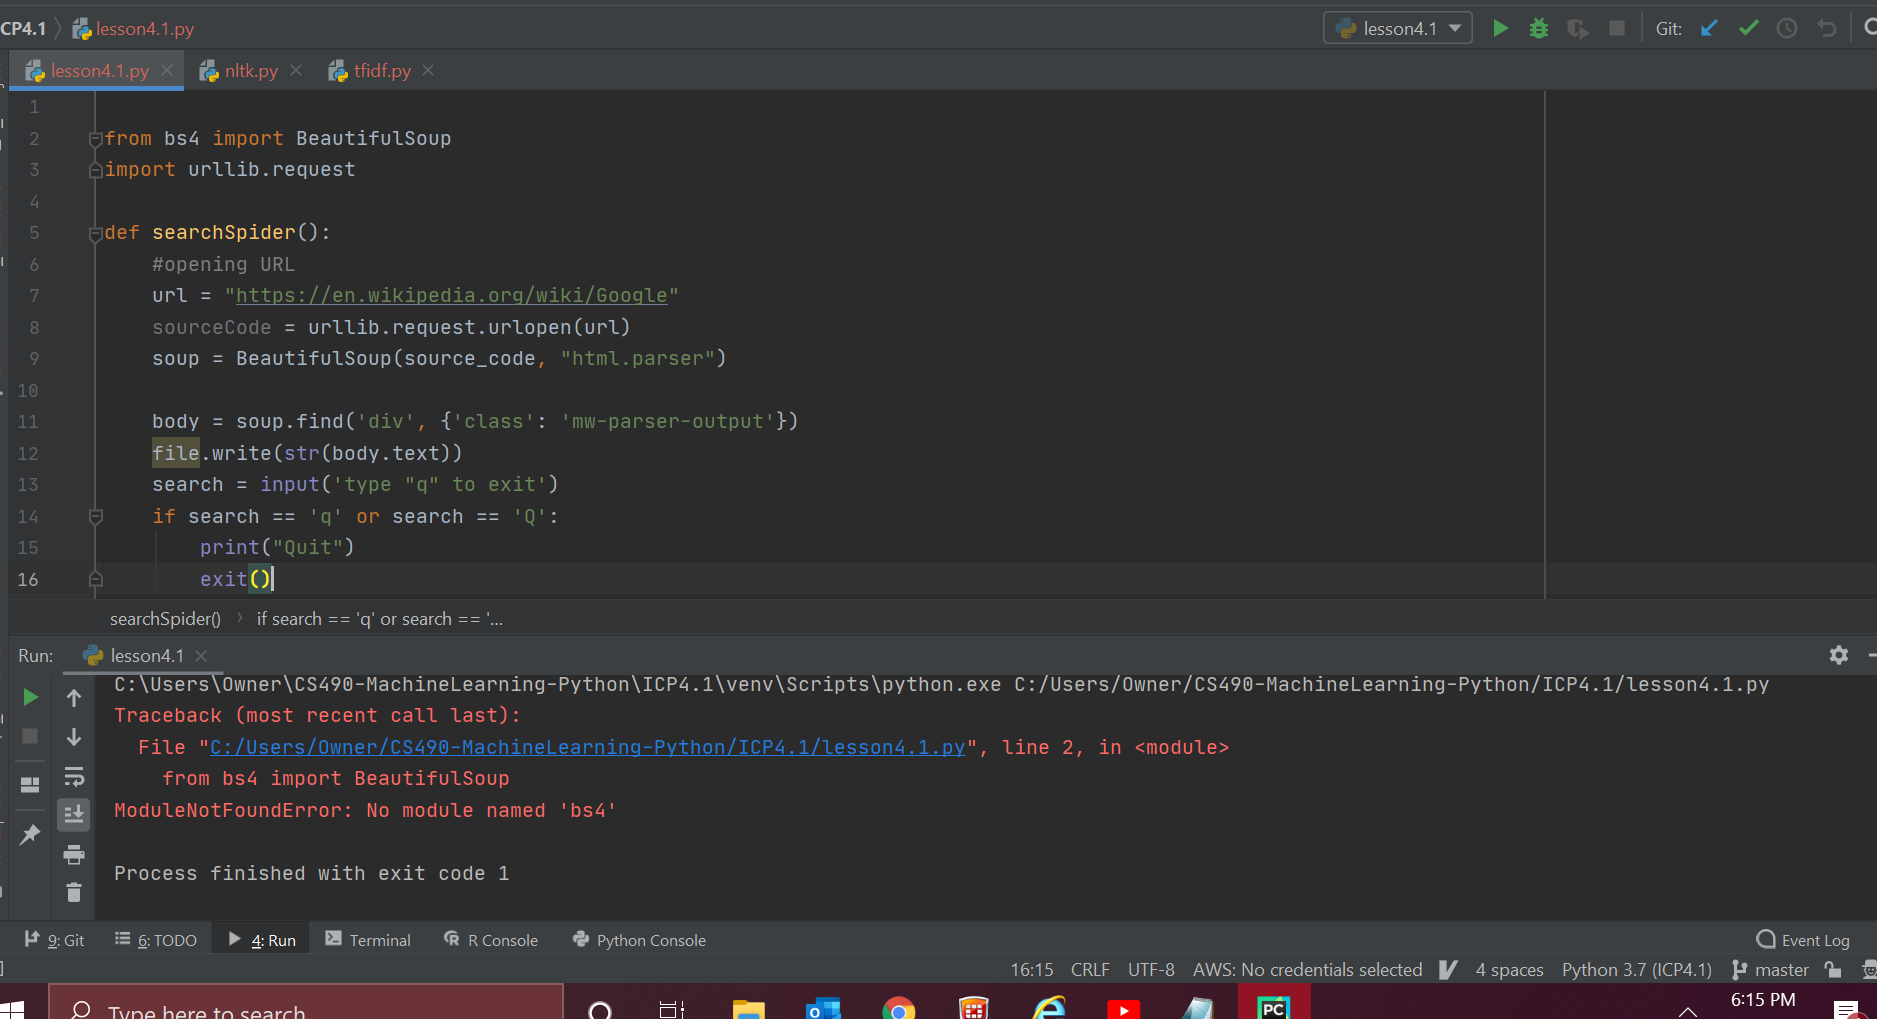 CP4.1 lesson4.1.py lesson4.1 Git:
lesson4.1.py nltk.py tfidf.py
1
2 from bs4 import BeautifulSoup
3 import urllib.request
4
5 def searchSpider():
6 #opening URL
7 url = "https://en.wikipedia.org/wiki/Google"
8 sourceCode = urllib.request.urlopen(url)
9 soup = BeautifulSoup(source_code, "html.parser")
10
11 body = soup.find('div', {'class': 'mw-parser-output'})
12 file.write(str(body.text))
13 search = input('type "q" to exit')
14 if search == 'q' or search == 'Q':
15 print("Quit")
16 exit()
searchSpider() if search == 'q' or search == '...
Run: lesson4.1
C:\Users\Owner\CS490-MachineLearning-Python\ICP4.1\venv\Scripts\python.exe C:/Users/Owner/CS490-MachineLearning-Python/ICP4.1/lesson4.1.py
Traceback (most recent call last):
File "C:/Users/Owner/CS490-MachineLearning-Python/ICP4.1/lesson4.1.py", line 2, in <module>
from bs4 import BeautifulSoup
ModuleNotFoundError: No module named 'bs4'
Process finished with exit code 1
9: Git 6: TODO 4: Run Terminal R Console Python Console Event Log
16:15 CRLF UTF-8 AWS: No credentials selected 4 spaces Python 3.7 (ICP4.1) master
Type here to search PC 6:15 PM